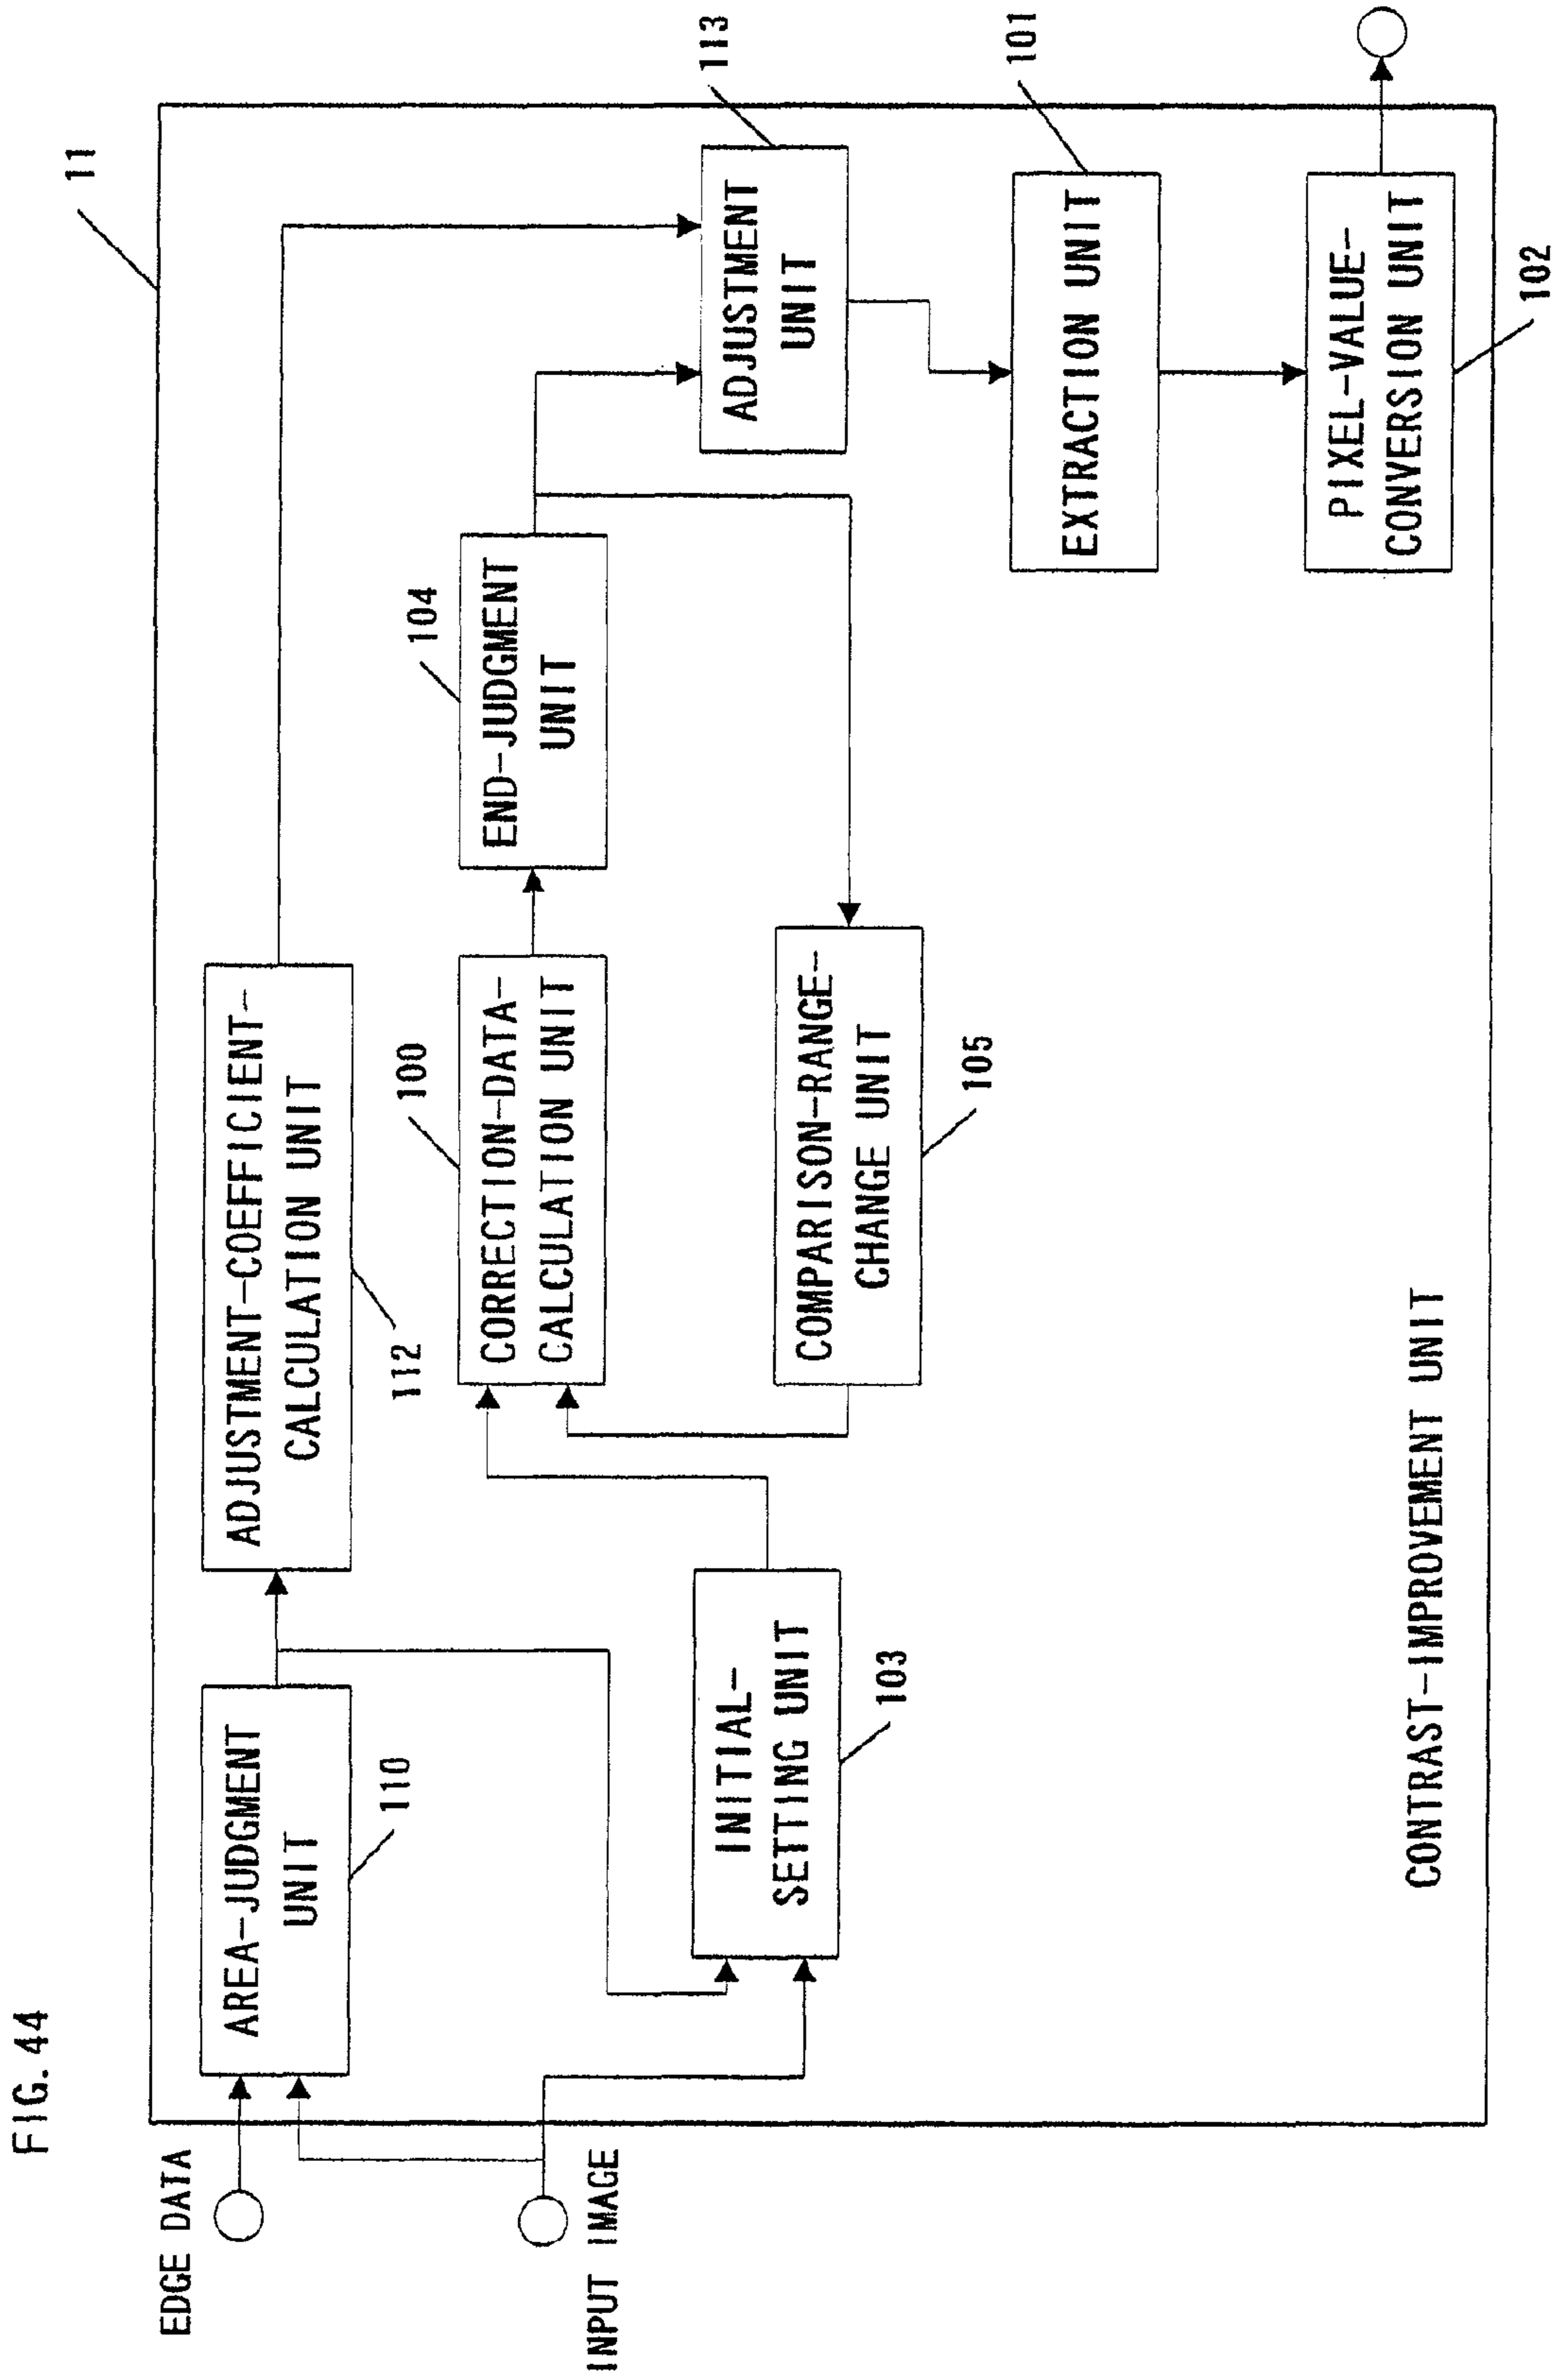 FIG. 44
11
EDGE DATA
INPUT IMAGE
AREA-JUDGMENT
UNIT
110
ADJUSTMENT-COEFFICIENT-
CALCULATION UNIT
112
INITIAL-
SETTING UNIT
103
CORRECTION-DATA-
CALCULATION UNIT
100
END-JUDGMENT
UNIT
104
COMPARISON-RANGE-
CHANGE UNIT
105
ADJUSTMENT
UNIT
113
EXTRACTION UNIT
101
PIXEL-VALUE-
CONVERSION UNIT
102
CONTRAST-IMPROVEMENT UNIT